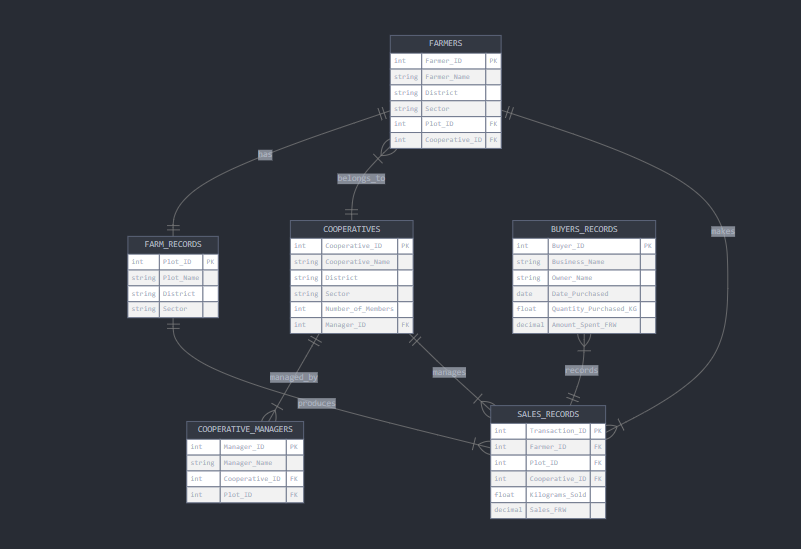 FARMERS
int Farmer_ID PK
string Farmer_Name
string District
string Sector
int Plot_ID FK
int Cooperative_ID FK
has
belongs_to
makes
FARM_RECORDS
int Plot_ID PK
string Plot_Name
string District
string Sector
COOPERATIVES
int Cooperative_ID PK
string Cooperative_Name
string District
string Sector
int Number_of_Members
int Manager_ID FK
BUYERS_RECORDS
int Buyer_ID PK
string Business_Name
string Owner_Name
date Date_Purchased
float Quantity_Purchased_KG
decimal Amount_Spent_FRW
managed_by
manages
records
produces
COOPERATIVE_MANAGERS
int Manager_ID PK
string Manager_Name
int Cooperative_ID FK
int Plot_ID FK
SALES_RECORDS
int Transaction_ID PK
int Farmer_ID FK
int Plot_ID FK
int Cooperative_ID FK
float Kilograms_Sold
decimal Sales_FRW